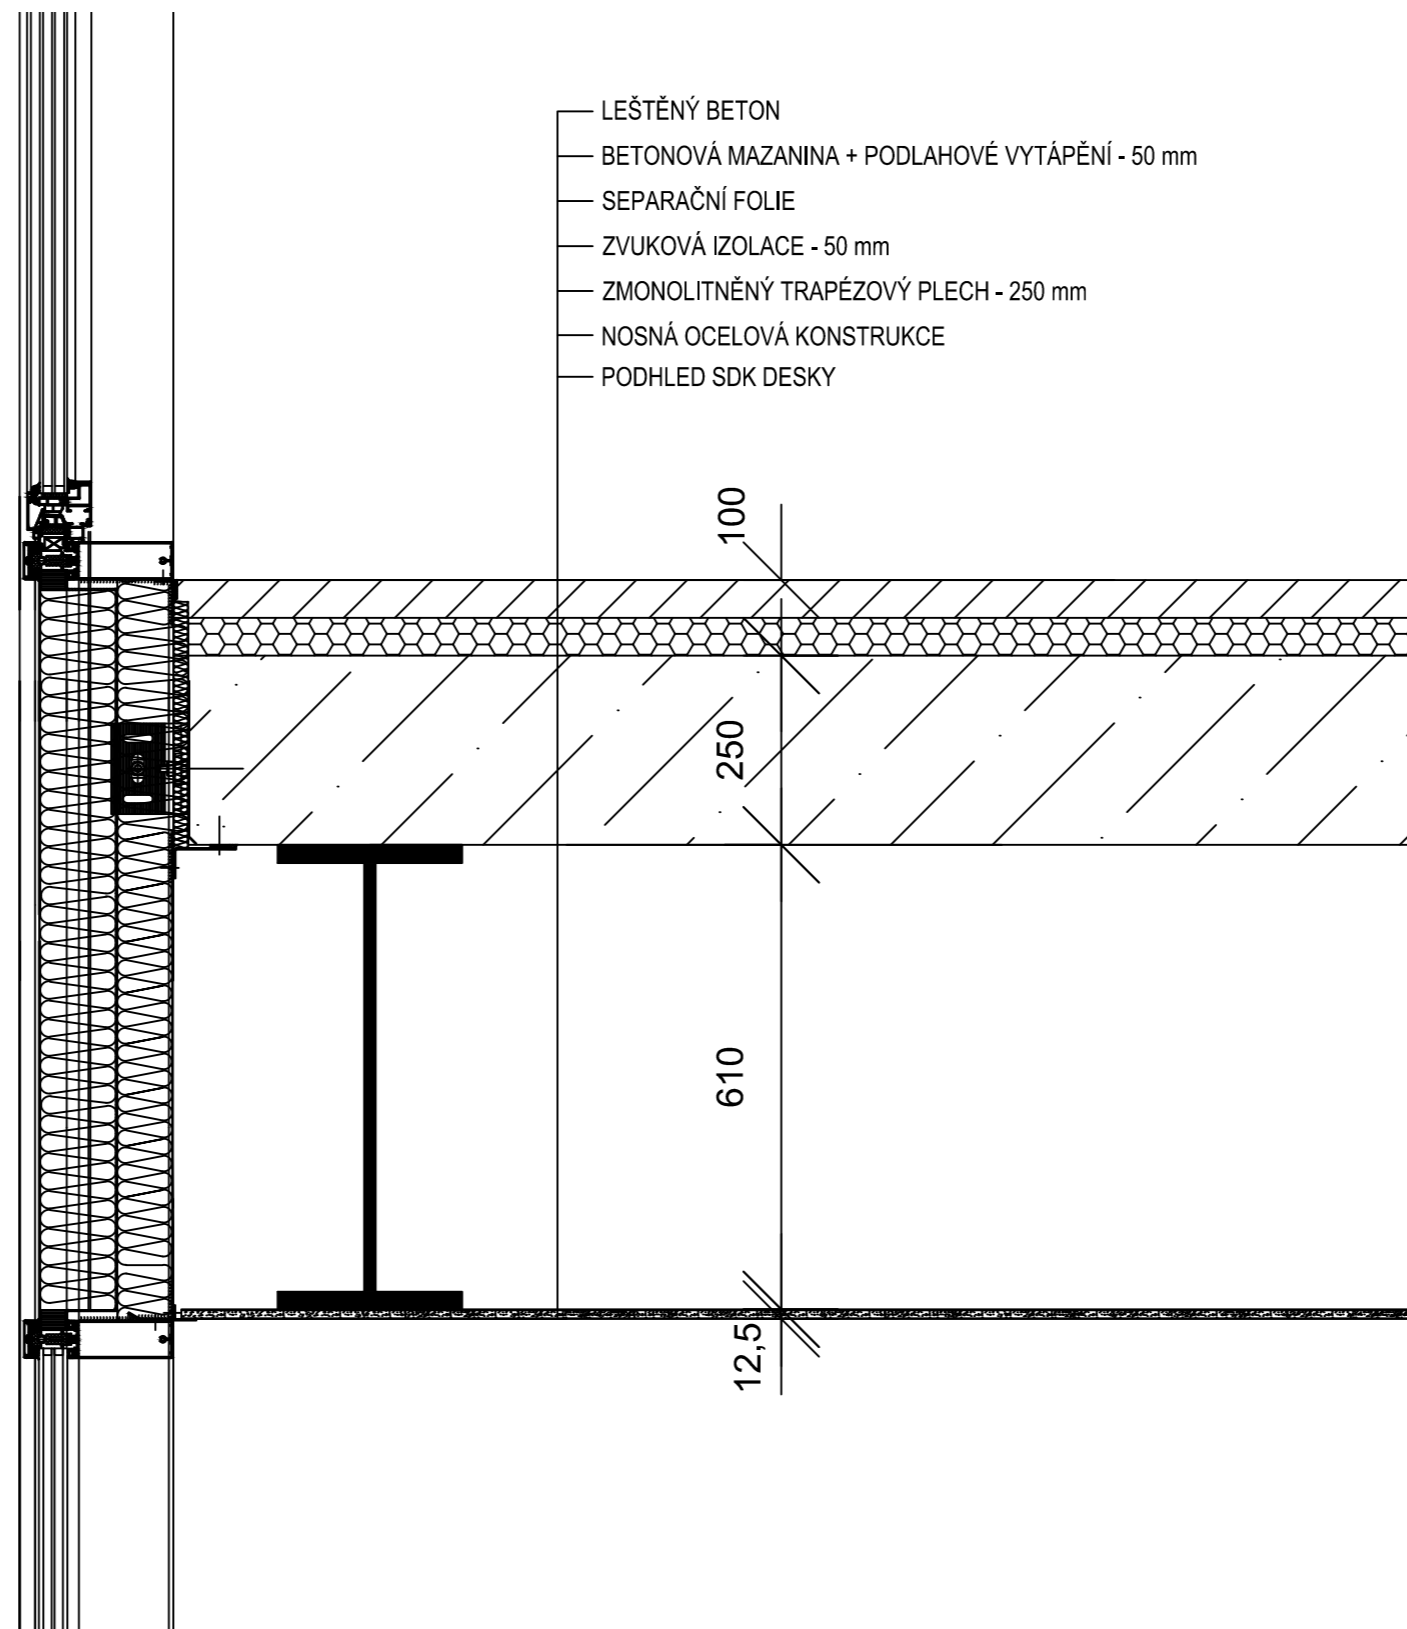 LEŠTĚNÝ BETON
BETONOVÁ MAZANINA + PODLAHOVÉ VYTÁPĚNÍ - 50 mm
SEPARAČNÍ FOLIE
ZVUKOVÁ IZOLACE - 50 mm
ZMONOLITNĚNÝ TRAPÉZOVÝ PLECH - 250 mm
NOSNÁ OCELOVÁ KONSTRUKCE
PODHLED SDK DESKY
100
250
610
12,5